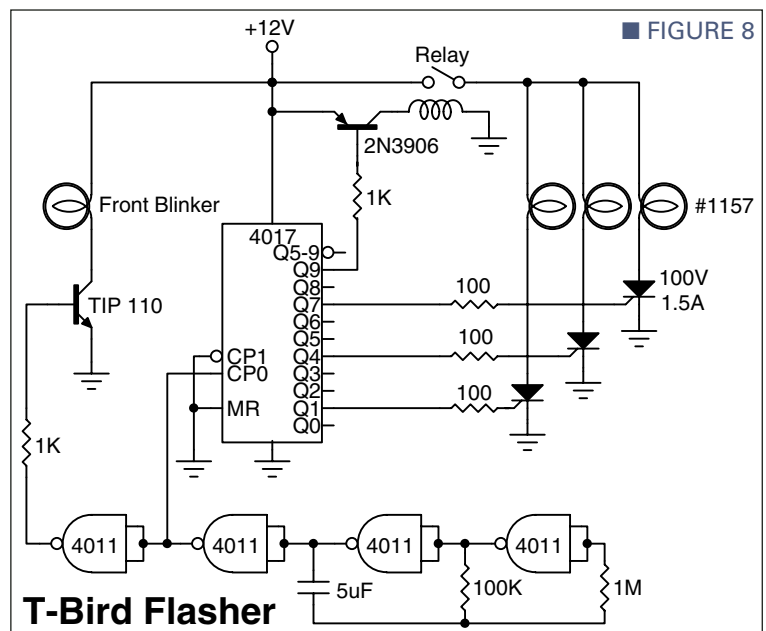 ■ FIGURE 8
+12V
Relay
2N3906
1K
Front Blinker
#1157
4017
Q5-9
Q9
Q8
Q7
Q6
Q5
Q4
Q3
Q2
Q1
Q0
CP1
CP0
MR
100
100V
1.5A
100
100
TIP 110
1K
4011
4011
4011
4011
5uF
100K
1M
T-Bird Flasher